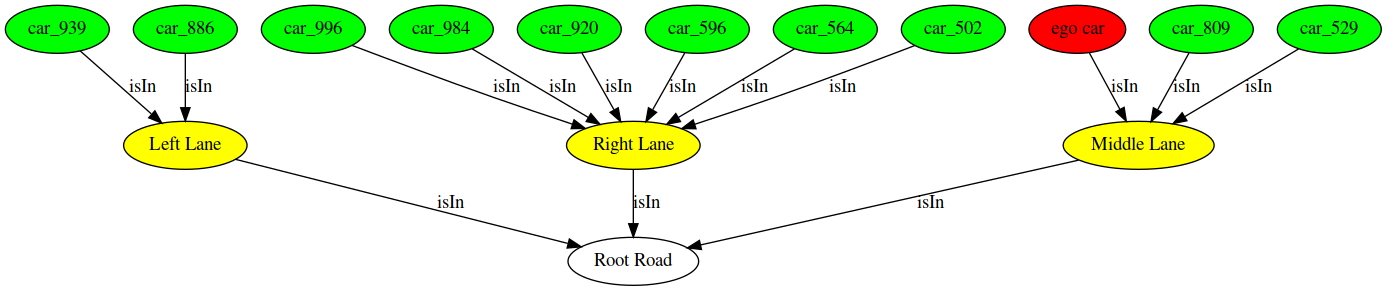 car_939 car_886 car_996 car_984 car_920 car_596 car_564 car_502 ego car car_809 car_529
isIn isIn isIn isIn isIn isIn isIn isIn isIn isIn isIn
Left Lane Right Lane Middle Lane
isIn isIn isIn
Root Road